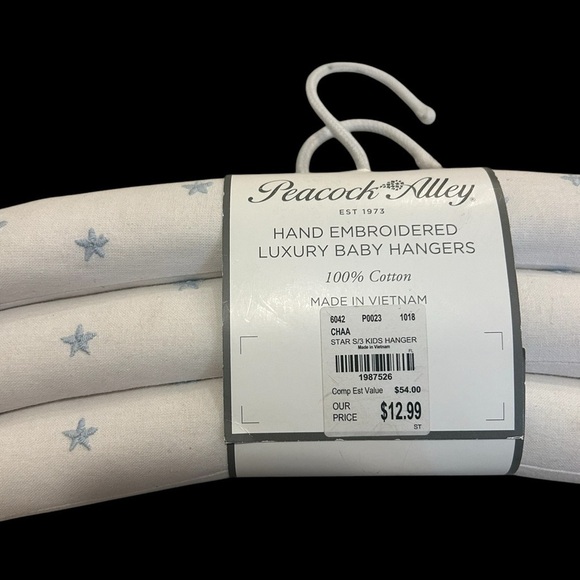 Peacock Alley
EST 1973
HAND EMBROIDERED
LUXURY BABY HANGERS
100% Cotton
MADE IN VIETNAM
6042 P0023 1018
CHAA
STAR S/3 KIDS HANGER
Made in Vietnam
1987526
Comp Est Value $54.00
OUR PRICE $12.99
ST